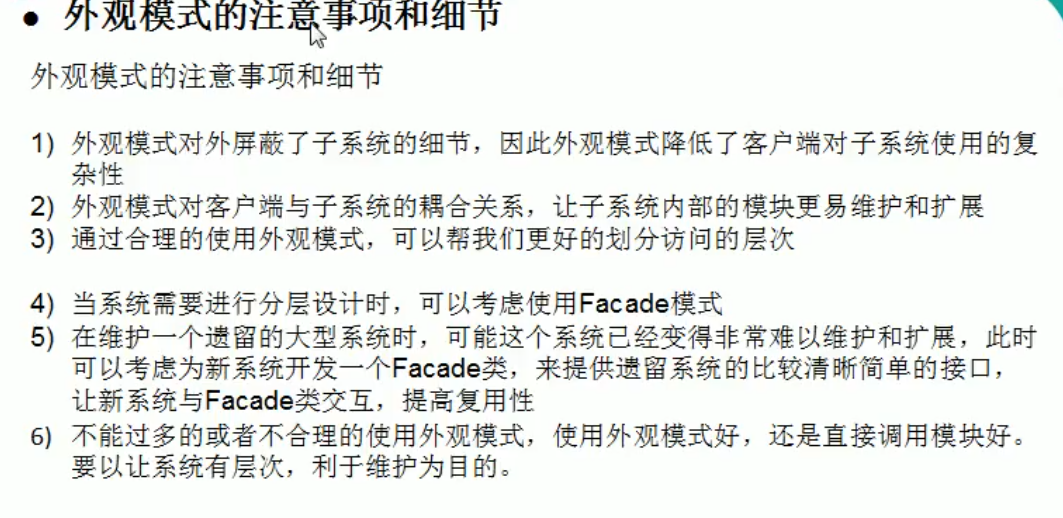 ● 外观模式的注意事项和细节
外观模式的注意事项和细节
1) 外观模式对外屏蔽了子系统的细节，因此外观模式降低了客户端对子系统使用的复
杂性
2) 外观模式对客户端与子系统的耦合关系，让子系统内部的模块更易维护和扩展
3) 通过合理的使用外观模式，可以帮我们更好的划分访问的层次
4) 当系统需要进行分层设计时，可以考虑使用Facade模式
5) 在维护一个遗留的大型系统时，可能这个系统已经变得非常难以维护和扩展，此时
可以考虑为新系统开发一个Facade类，来提供遗留系统的比较清晰简单的接口，
让新系统与Facade类交互，提高复用性
6) 不能过多的或者不合理的使用外观模式，使用外观模式好，还是直接调用模块好。
要以让系统有层次，利于维护为目的。